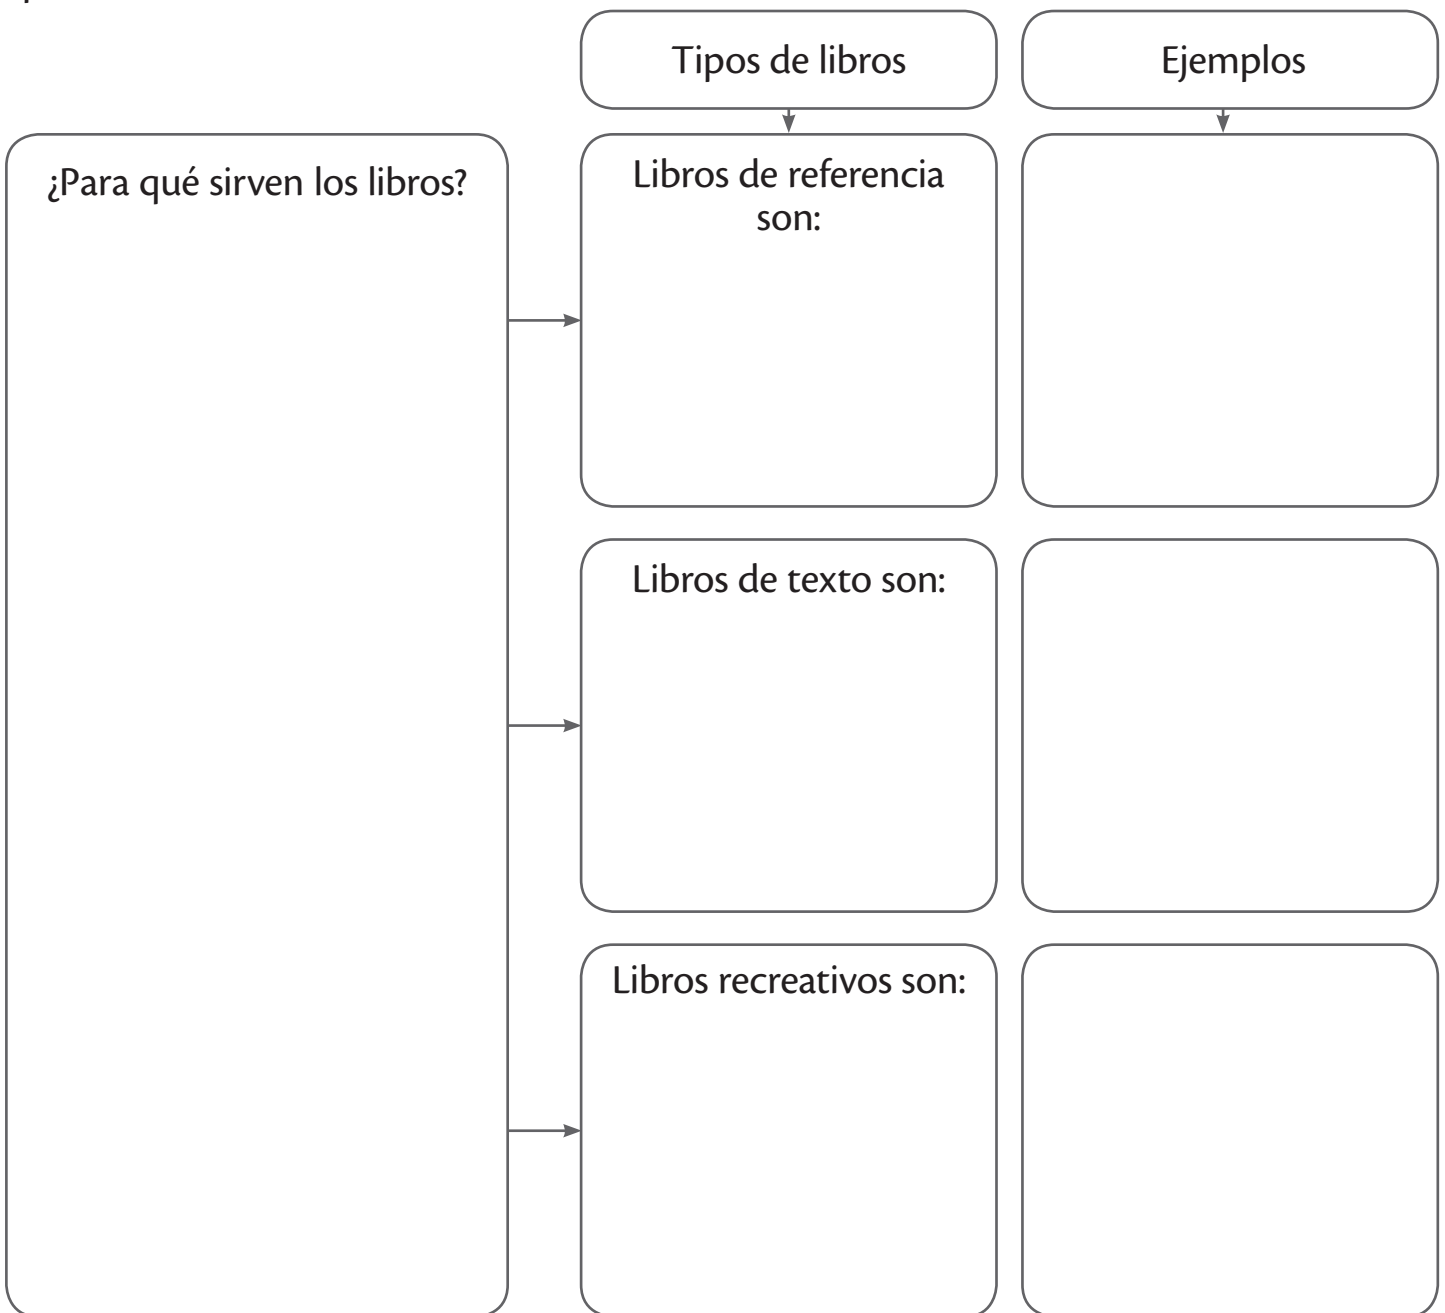 Tipos de libros
Ejemplos
¿Para qué sirven los libros?
Libros de referencia
son:
Libros de texto son:
Libros recreativos son: